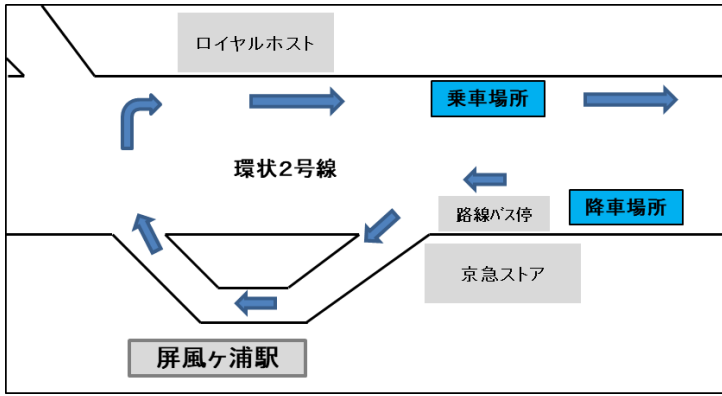 ロイヤルホスト
乗車場所
環状2号線
路線バス停
降車場所
京急ストア
屏風ヶ浦駅